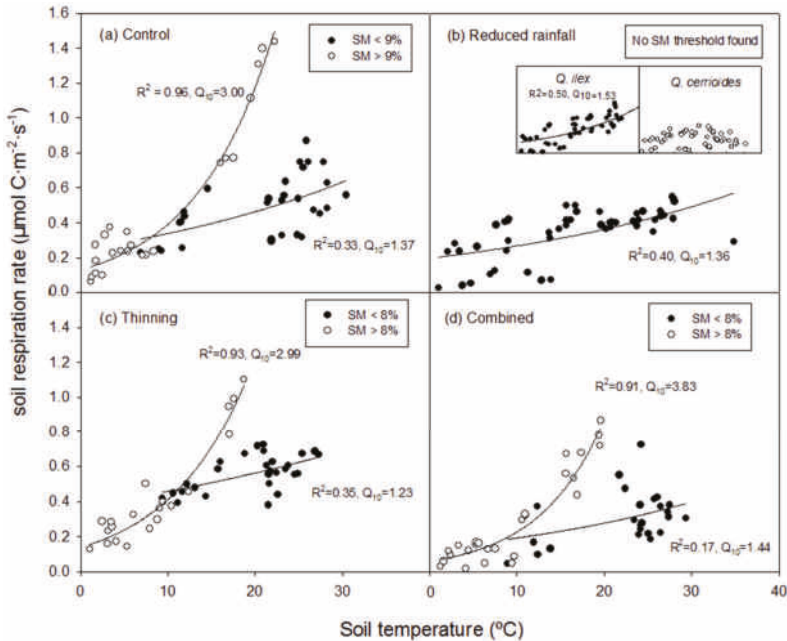 (a) Control
SM < 9%
SM > 9%
R² = 0.96, Q₁₀=3.00
R²=0.33, Q₁₀=1.37
(b) Reduced rainfall
No SM threshold found
Q. ilex
R²=0.50, Q₁₀=1.53
Q. cerrioides
R²=0.40, Q₁₀=1.36
(c) Thinning
SM < 8%
SM > 8%
R²=0.93, Q₁₀=2.99
R²=0.35, Q₁₀=1.23
(d) Combined
SM < 8%
SM > 8%
R²=0.91, Q₁₀=3.83
R²=0.17, Q₁₀=1.44
soil respiration rate (µmol C·m⁻²·s⁻¹)
1.6
1.4
1.2
1.0
0.8
0.6
0.4
0.2
0.0
1.4
1.2
1.0
0.8
0.6
0.4
0.2
0.0
0 10 20 30 0 10 20 30 40
Soil temperature (ºC)